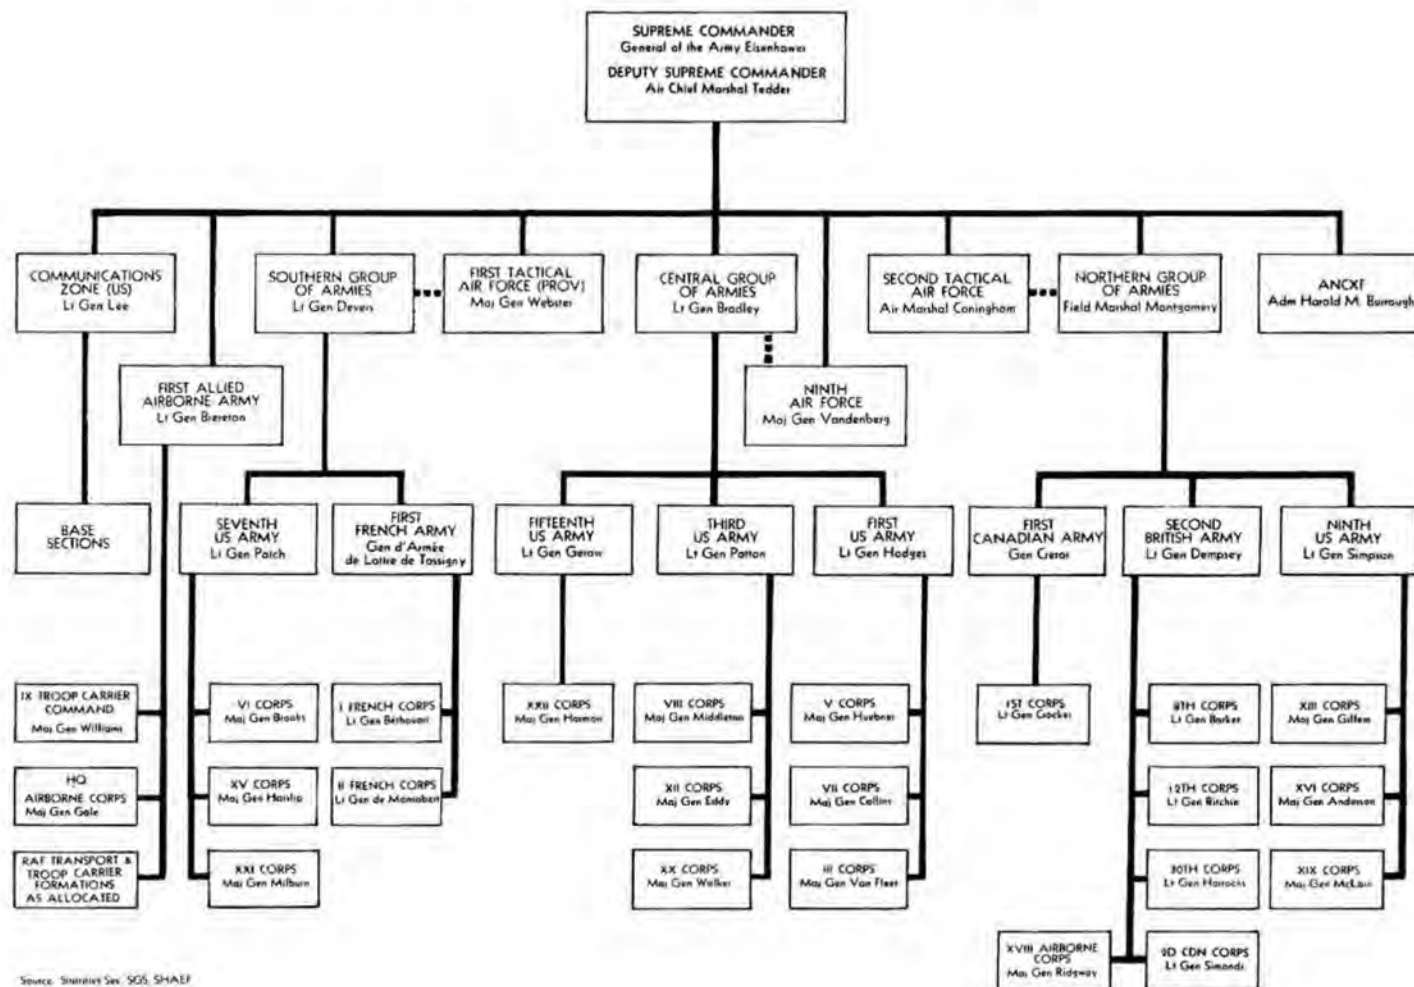 SUPREME COMMANDER
General of the Army Eisenhower
DEPUTY SUPREME COMMANDER
Air Chief Marshal Tedder
COMMUNICATIONS
ZONE (US)
Lt Gen Lee
SOUTHERN GROUP
OF ARMIES
Lt Gen Devers
FIRST TACTICAL
AIR FORCE (PROV)
Maj Gen Webster
CENTRAL GROUP
OF ARMIES
Lt Gen Bradley
SECOND TACTICAL
AIR FORCE
Air Marshal Coningham
NORTHERN GROUP
OF ARMIES
Field Marshal Montgomery
ANCXF
Adm Harold M. Burrough
FIRST ALLIED
AIRBORNE ARMY
Lt Gen Brereton
NINTH
AIR FORCE
Maj Gen Vandenberg
BASE
SECTIONS
SEVENTH
US ARMY
Lt Gen Patch
FIRST
FRENCH ARMY
Gen d'Armée
de Lattre de Tassigny
FIFTEENTH
US ARMY
Lt Gen Gerow
THIRD
US ARMY
Lt Gen Patton
FIRST
US ARMY
Lt Gen Hodges
FIRST
CANADIAN ARMY
Gen Crerar
SECOND
BRITISH ARMY
Lt Gen Dempsey
NINTH
US ARMY
Lt Gen Simpson
IX TROOP CARRIER
COMMAND
Maj Gen Williams
VI CORPS
Maj Gen Brooks
I FRENCH CORPS
Lt Gen Béthouart
XXII CORPS
Maj Gen Harmon
VIII CORPS
Maj Gen Middleton
V CORPS
Maj Gen Huebner
1ST CORPS
Lt Gen Crocker
8TH CORPS
Lt Gen Barker
XIII CORPS
Maj Gen Gillem
HQ
AIRBORNE CORPS
Maj Gen Gale
XV CORPS
Maj Gen Haislip
II FRENCH CORPS
Lt Gen de Monsabert
XII CORPS
Maj Gen Eddy
VII CORPS
Maj Gen Collins
12TH CORPS
Lt Gen Ritchie
XVI CORPS
Maj Gen Anderson
RAF TRANSPORT &
TROOP CARRIER
FORMATIONS
AS ALLOCATED
XXI CORPS
Maj Gen Milburn
XX CORPS
Maj Gen Walker
III CORPS
Maj Gen Van Fleet
30TH CORPS
Lt Gen Horrocks
XIX CORPS
Maj Gen McLain
XVIII AIRBORNE
CORPS
Maj Gen Ridgway
2D CDN CORPS
Lt Gen Simonds
Source: Sec, SGS, SHAEF